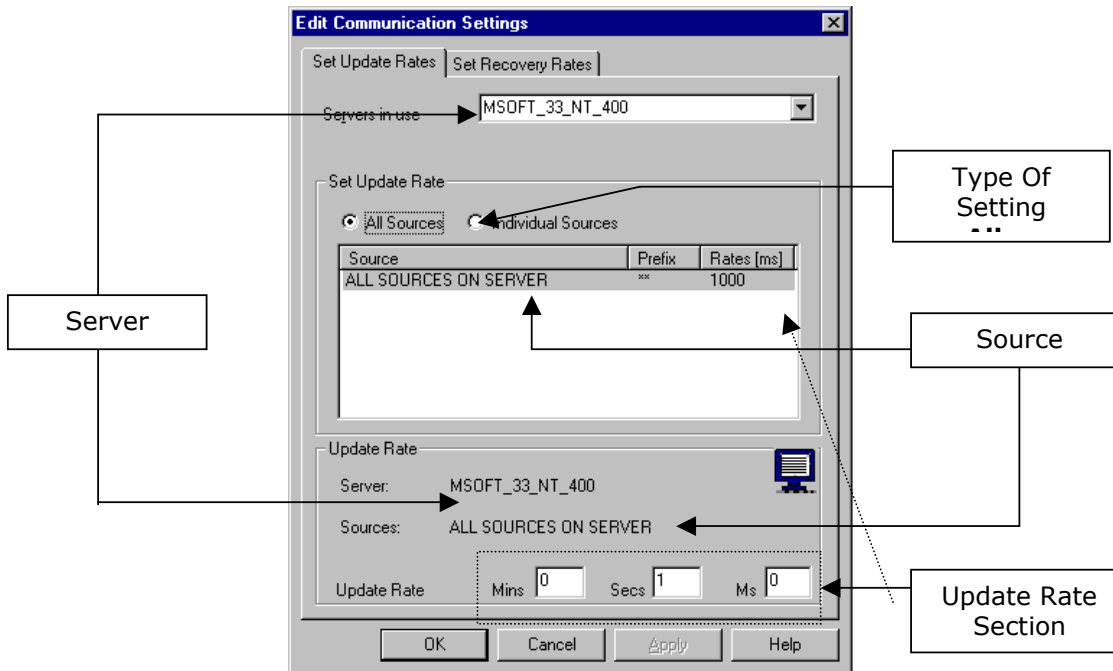 Edit Communication Settings
Set Update Rates
Set Recovery Rates
Servers in use
MSOFT_33_NT_400
Set Update Rate
All Sources
Individual Sources
Source Prefix Rates [ms]
ALL SOURCES ON SERVER ** 1000
Update Rate
Server: MSOFT_33_NT_400
Sources: ALL SOURCES ON SERVER
Update Rate Mins 0 Secs 1 Ms 0
OK Cancel Apply Help
Server
Type Of
Setting
Source
Update Rate
Section